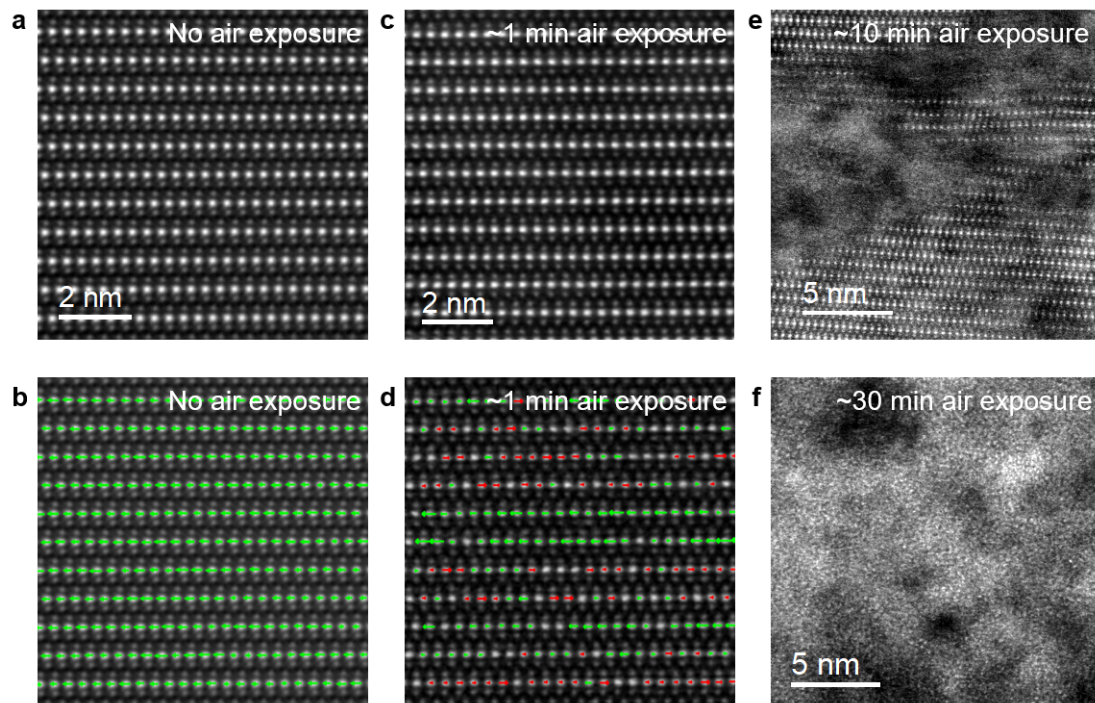 a
No air exposure
2 nm
c
~1 min air exposure
2 nm
e
~10 min air exposure
5 nm
b
No air exposure
d
~1 min air exposure
f
~30 min air exposure
5 nm